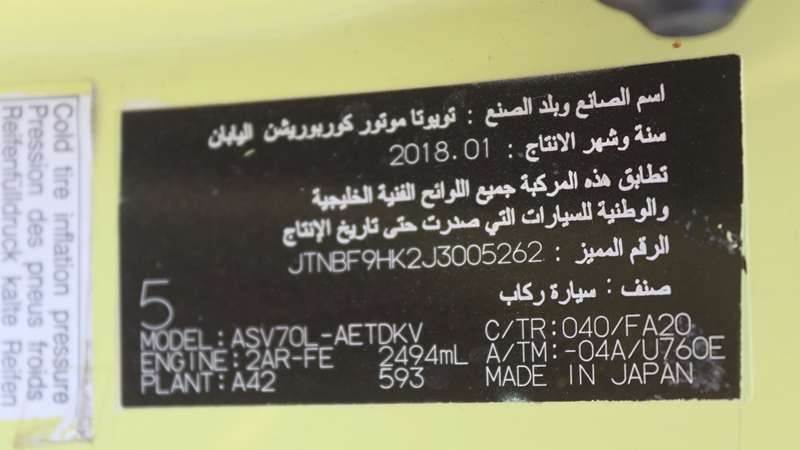 اسم الصانع وبلد الصنع : تويوتا موتور كوربوريشن اليابان
سنة وشهر الانتاج : 2018.01
تطابق هذه المركبة جميع اللوائح الفنية الخليجية
والوطنية للسيارات التي صدرت حتى تاريخ الإنتاج
الرقم المميز : JTNBF9HK2J3005262
صنف : سيارة ركاب
5
MODEL:ASV70L-AETDKV C/TR:040/FA20
ENGINE:2AR-FE 2494mL A/TM:-04A/U760E
PLANT:A42 593 MADE IN JAPAN
Cold tire inflation pressure
Pression des pneus froids
Reifenfülldruck kalte Reifen